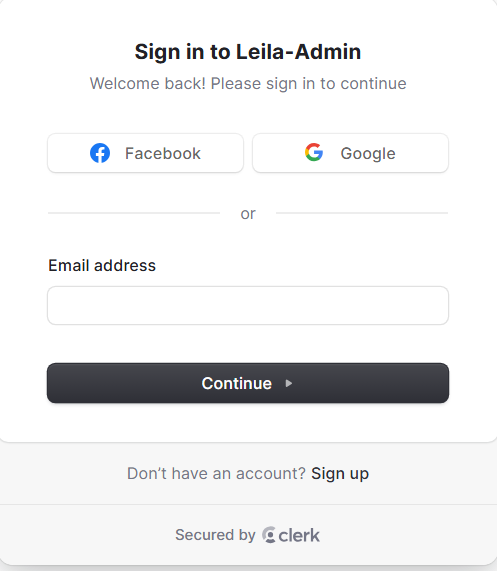 Sign in to Leila-Admin
Welcome back! Please sign in to continue
Facebook
Google
or
Email address
Continue
Don’t have an account? Sign up
Secured by clerk